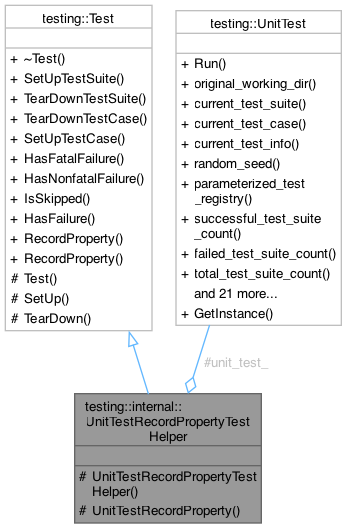 testing::Test
+ ~Test()
+ SetUpTestSuite()
+ TearDownTestSuite()
+ TearDownTestCase()
+ SetUpTestCase()
+ HasFatalFailure()
+ HasNonfatalFailure()
+ IsSkipped()
+ HasFailure()
+ RecordProperty()
+ RecordProperty()
# Test()
# SetUp()
# TearDown()
testing::UnitTest
+ Run()
+ original_working_dir()
+ current_test_suite()
+ current_test_case()
+ current_test_info()
+ random_seed()
+ parameterized_test
_registry()
+ successful_test_suite
_count()
+ failed_test_suite_count()
+ total_test_suite_count()
and 21 more...
+ GetInstance()
#unit_test_
testing::internal::
UnitTestRecordPropertyTest
Helper
# UnitTestRecordPropertyTest
Helper()
# UnitTestRecordProperty()